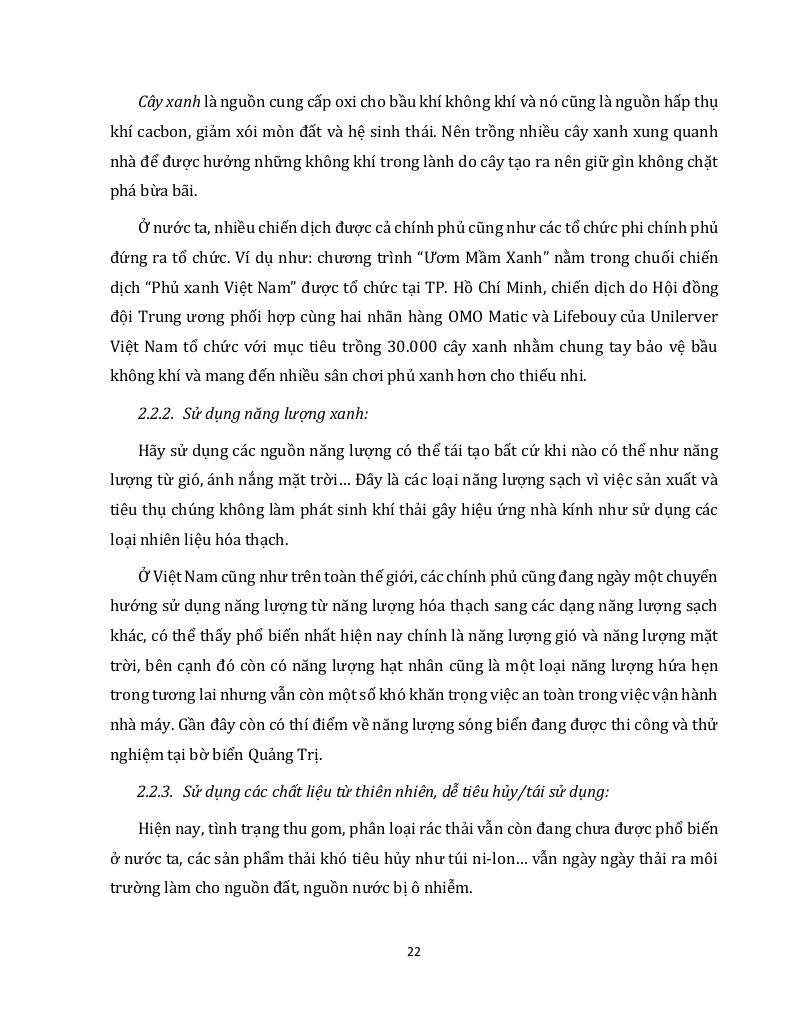 Cây xanh là nguồn cung cấp oxi cho bầu khí không khí và nó cũng là nguồn hấp thụ
khí cacbon, giảm xói mòn đất và hệ sinh thái. Nên trồng nhiều cây xanh xung quanh
nhà để được hưởng những không khí trong lành do cây tạo ra nên giữ gìn không chặt
phá bừa bãi.
Ở nước ta, nhiều chiến dịch được cả chính phủ cũng như các tổ chức phi chính phủ
đứng ra tổ chức. Ví dụ như: chương trình “Ươm Mầm Xanh” nằm trong chuối chiến
dịch “Phủ xanh Việt Nam” được tổ chức tại TP. Hồ Chí Minh, chiến dịch do Hội đồng
đội Trung ương phối hợp cùng hai nhãn hàng OMO Matic và Lifebouy của Unilerver
Việt Nam tổ chức với mục tiêu trồng 30.000 cây xanh nhằm chung tay bảo vệ bầu
không khí và mang đến nhiều sân chơi phủ xanh hơn cho thiếu nhi.
2.2.2. Sử dụng năng lượng xanh:
Hãy sử dụng các nguồn năng lượng có thể tái tạo bất cứ khi nào có thể như năng
lượng từ gió, ánh nắng mặt trời… Đây là các loại năng lượng sạch vì việc sản xuất và
tiêu thụ chúng không làm phát sinh khí thải gây hiệu ứng nhà kính như sử dụng các
loại nhiên liệu hóa thạch.
Ở Việt Nam cũng như trên toàn thế giới, các chính phủ cũng đang ngày một chuyển
hướng sử dụng năng lượng từ năng lượng hóa thạch sang các dạng năng lượng sạch
khác, có thể thấy phổ biến nhất hiện nay chính là năng lượng gió và năng lượng mặt
trời, bên cạnh đó còn có năng lượng hạt nhân cũng là một loại năng lượng hứa hẹn
trong tương lai nhưng vẫn còn một số khó khăn trọng việc an toàn trong việc vận hành
nhà máy. Gần đây còn có thí điểm về năng lượng sóng biển đang được thi công và thử
nghiệm tại bờ biển Quảng Trị.
2.2.3. Sử dụng các chất liệu từ thiên nhiên, dễ tiêu hủy/tái sử dụng:
Hiện nay, tình trạng thu gom, phân loại rác thải vẫn còn đang chưa được phổ biến
ở nước ta, các sản phẩm thải khó tiêu hủy như túi ni-lon… vẫn ngày ngày thải ra môi
trường làm cho nguồn đất, nguồn nước bị ô nhiễm.
22